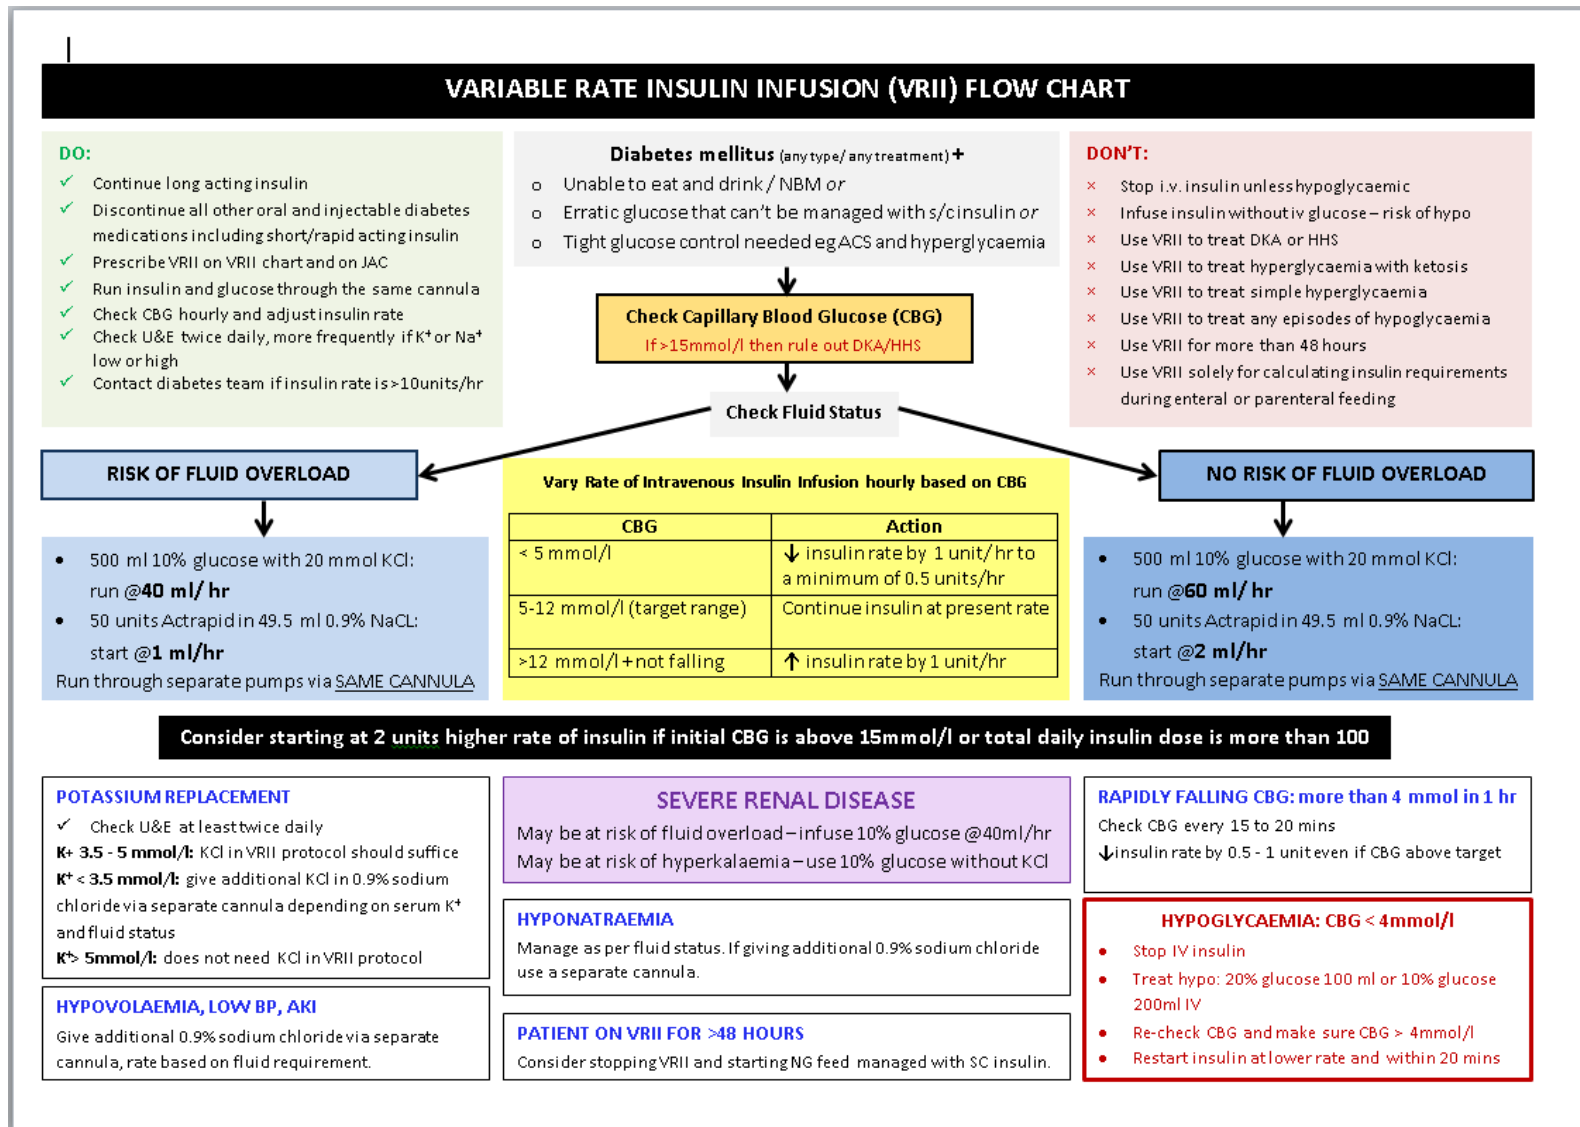 VARIABLE RATE INSULIN INFUSION (VRII) FLOW CHART
DO:
✓ Continue long acting insulin
✓ Discontinue all other oral and injectable diabetes
medications including short/rapid acting insulin
✓ Prescribe VRII on VRII chart and on JAC
✓ Run insulin and glucose through the same cannula
✓ Check CBG hourly and adjust insulin rate
✓ Check U&E twice daily, more frequently if K⁺ or Na⁺
low or high
✓ Contact diabetes team if insulin rate is >10units/hr
Diabetes mellitus (any type/ any treatment) +
o Unable to eat and drink / NBM or
o Erratic glucose that can't be managed with s/c insulin or
o Tight glucose control needed eg ACS and hyperglycaemia
Check Capillary Blood Glucose (CBG)
If >15mmol/l then rule out DKA/HHS
Check Fluid Status
DON'T:
× Stop i.v. insulin unless hypoglycaemic
× Infuse insulin without iv glucose – risk of hypo
× Use VRII to treat DKA or HHS
× Use VRII to treat hyperglycaemia with ketosis
× Use VRII to treat simple hyperglycaemia
× Use VRII to treat any episodes of hypoglycaemia
× Use VRII for more than 48 hours
× Use VRII solely for calculating insulin requirements
during enteral or parenteral feeding
RISK OF FLUID OVERLOAD
• 500 ml 10% glucose with 20 mmol KCl:
run @40 ml/ hr
• 50 units Actrapid in 49.5 ml 0.9% NaCL:
start @1 ml/hr
Run through separate pumps via SAME CANNULA
Vary Rate of Intravenous Insulin Infusion hourly based on CBG
CBG Action
< 5 mmol/l ↓ insulin rate by 1 unit/hr to
a minimum of 0.5 units/hr
5-12 mmol/l (target range) Continue insulin at present rate
>12 mmol/l + not falling ↑ insulin rate by 1 unit/hr
NO RISK OF FLUID OVERLOAD
• 500 ml 10% glucose with 20 mmol KCl:
run @60 ml/ hr
• 50 units Actrapid in 49.5 ml 0.9% NaCL:
start @2 ml/hr
Run through separate pumps via SAME CANNULA
Consider starting at 2 units higher rate of insulin if initial CBG is above 15mmol/l or total daily insulin dose is more than 100
POTASSIUM REPLACEMENT
✓ Check U&E at least twice daily
K+ 3.5 - 5 mmol/l: KCl in VRII protocol should suffice
K⁺ < 3.5 mmol/l: give additional KCl in 0.9% sodium
chloride via separate cannula depending on serum K⁺
and fluid status
K⁺> 5mmol/l: does not need KCl in VRII protocol
HYPOVOLAEMIA, LOW BP, AKI
Give additional 0.9% sodium chloride via separate
cannula, rate based on fluid requirement.
SEVERE RENAL DISEASE
May be at risk of fluid overload – infuse 10% glucose @40ml/hr
May be at risk of hyperkalaemia – use 10% glucose without KCl
HYPONATRAEMIA
Manage as per fluid status. If giving additional 0.9% sodium chloride
use a separate cannula.
PATIENT ON VRII FOR >48 HOURS
Consider stopping VRII and starting NG feed managed with SC insulin.
RAPIDLY FALLING CBG: more than 4 mmol in 1 hr
Check CBG every 15 to 20 mins
↓insulin rate by 0.5 - 1 unit even if CBG above target
HYPOGLYCAEMIA: CBG < 4mmol/l
• Stop IV insulin
• Treat hypo: 20% glucose 100 ml or 10% glucose
200ml IV
• Re-check CBG and make sure CBG > 4mmol/l
• Restart insulin at lower rate and within 20 mins